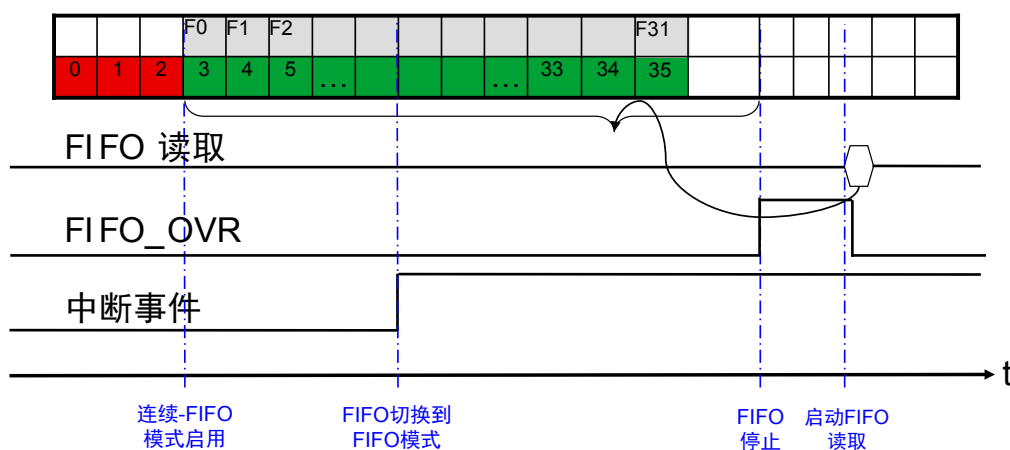 F0 F1 F2 F31
0 1 2 3 4 5 ... ... 33 34 35
FIFO 读取
FIFO_OVR
中断事件
t
连续-FIFO
模式启用
FIFO切换到
FIFO模式
FIFO
停止
启动FIFO
读取